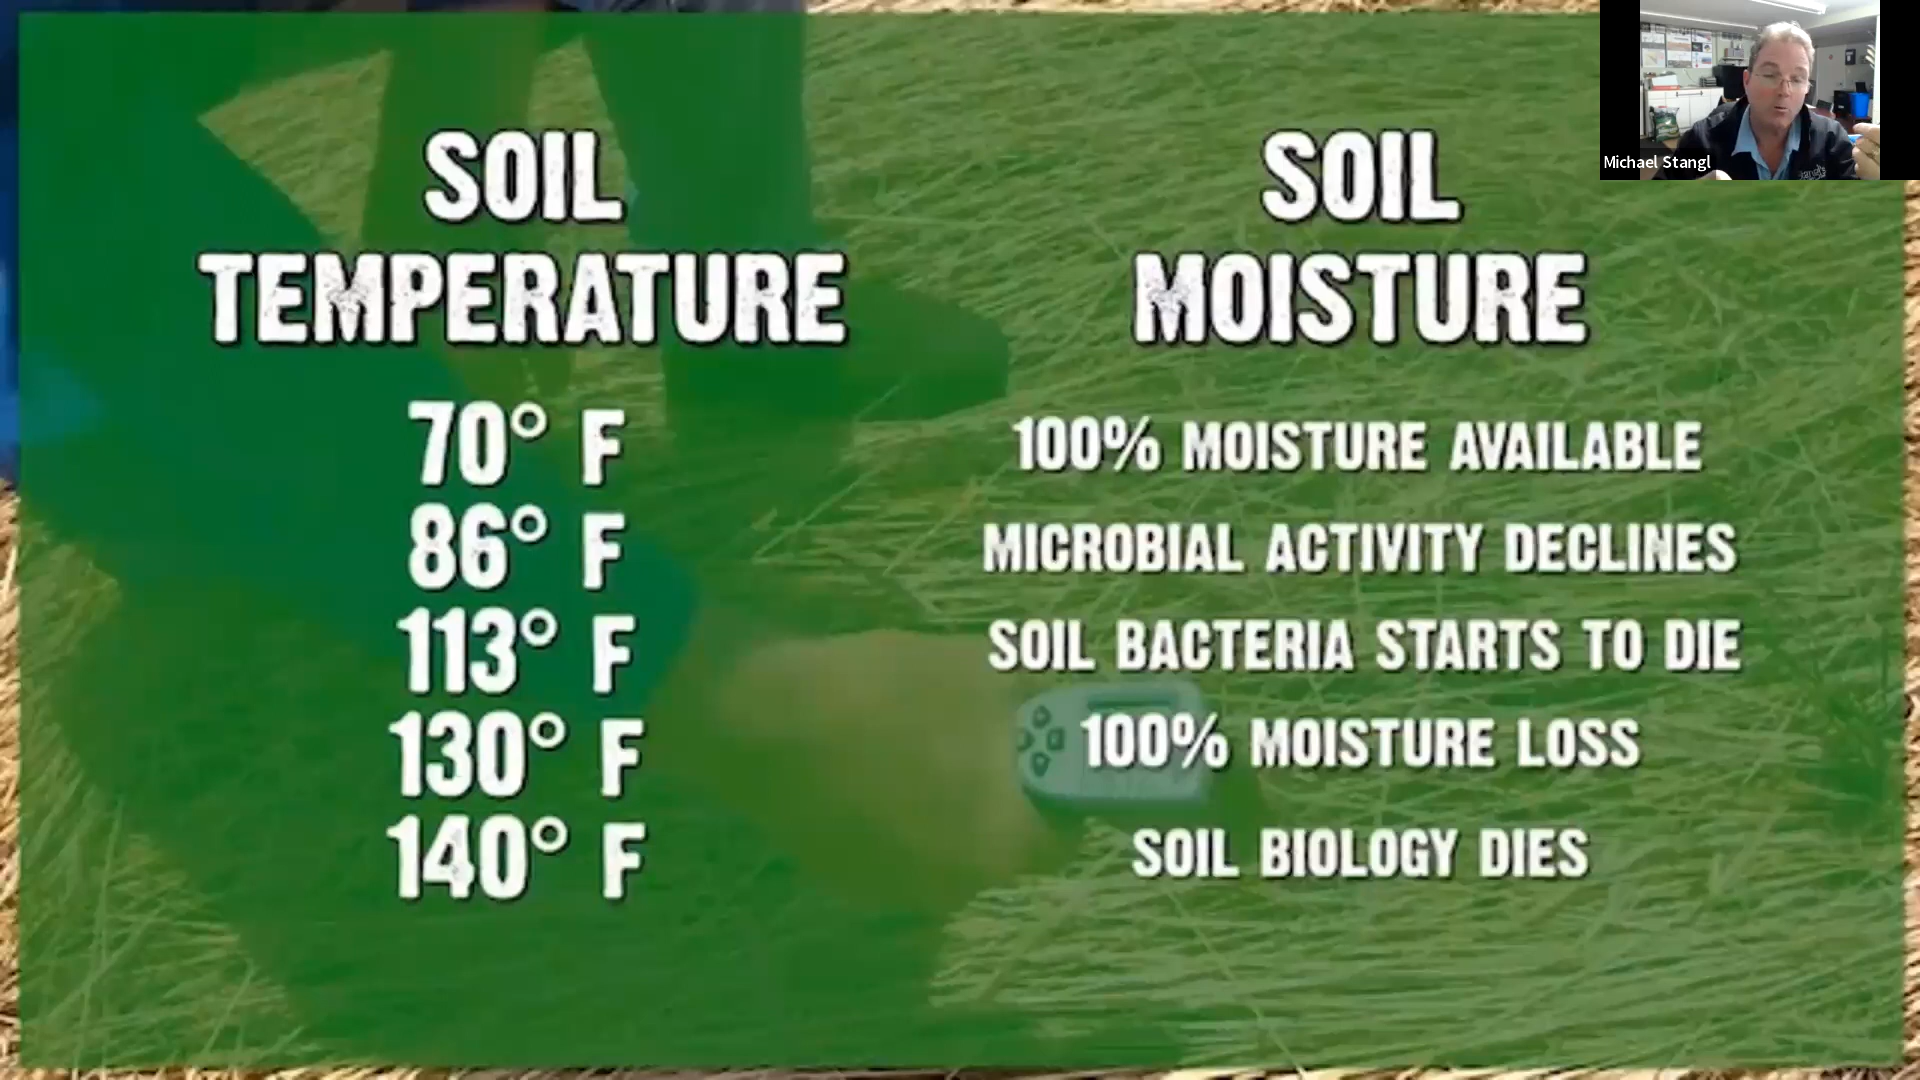 SOIL TEMPERATURE
SOIL MOISTURE
70° F 100% MOISTURE AVAILABLE
86° F MICROBIAL ACTIVITY DECLINES
113° F SOIL BACTERIA STARTS TO DIE
130° F 100% MOISTURE LOSS
140° F SOIL BIOLOGY DIES
Michael Stangl